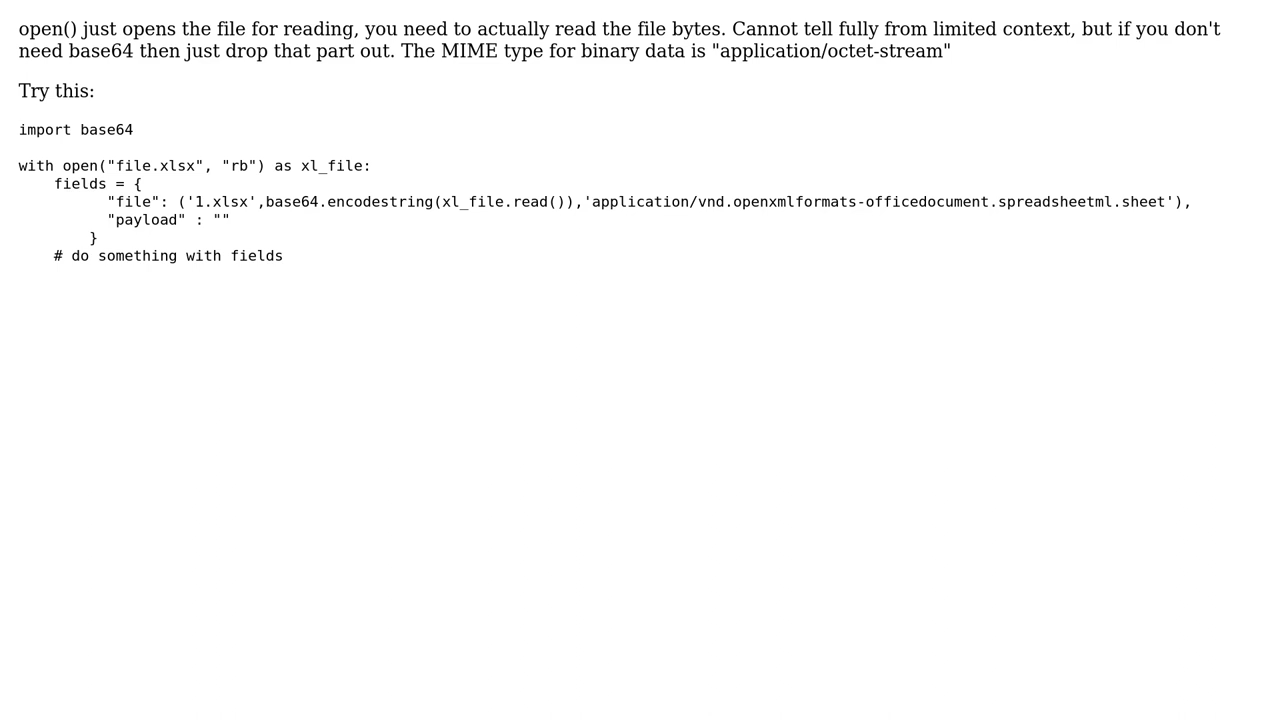 open() just opens the file for reading, you need to actually read the file bytes. Cannot tell fully from limited context, but if you don't
need base64 then just drop that part out. The MIME type for binary data is "application/octet-stream"
Try this:
import base64
with open("file.xlsx", "rb") as xl_file:
    fields = {
          "file": ('1.xlsx',base64.encodestring(xl_file.read()),'application/vnd.openxmlformats-officedocument.spreadsheetml.sheet'),
          "payload" : ""
        }
    # do something with fields